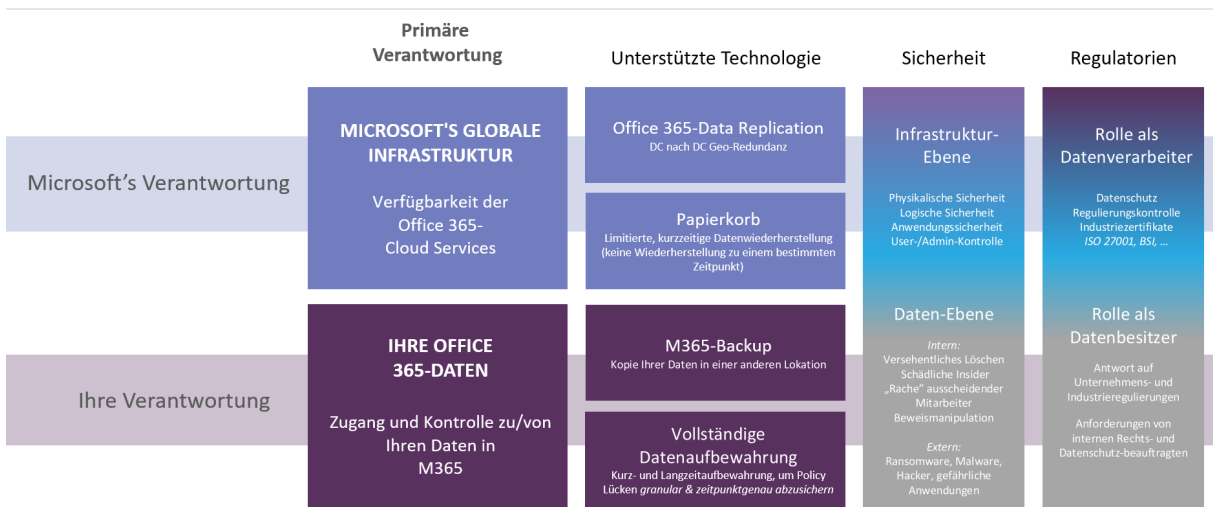 Primäre
Verantwortung
Unterstützte Technologie
Sicherheit
Regulatorien
Microsoft's Verantwortung
MICROSOFT'S GLOBALE
INFRASTRUKTUR
Verfügbarkeit der
Office 365-
Cloud Services
Office 365-Data Replication
DC nach DC Geo-Redundanz
Papierkorb
Limitierte, kurzzeitige Datenwiederherstellung
(keine Wiederherstellung zu einem bestimmten
Zeitpunkt)
Infrastruktur-
Ebene
Physikalische Sicherheit
Logische Sicherheit
Anwendungssicherheit
User-/Admin-Kontrolle
Rolle als
Datenverarbeiter
Datenschutz
Regulierungskontrolle
Industriezertifikate
ISO 27001, BSI, ...
Ihre Verantwortung
IHRE OFFICE
365-DATEN
Zugang und Kontrolle zu/von
Ihren Daten in
M365
M365-Backup
Kopie Ihrer Daten in einer anderen Lokation
Vollständige
Datenaufbewahrung
Kurz- und Langzeitaufbewahrung, um Policy
Lücken granular & zeitpunktgenau abzusichern
Daten-Ebene
Intern:
Versehentliches Löschen
Schädliche Insider
„Rache" ausscheidender
Mitarbeiter
Beweismanipulation
Extern:
Ransomware, Malware,
Hacker, gefährliche
Anwendungen
Rolle als
Datenbesitzer
Antwort auf
Unternehmens- und
Industrieregulierungen
Anforderungen von
internen Rechts- und
Datenschutz-beauftragten